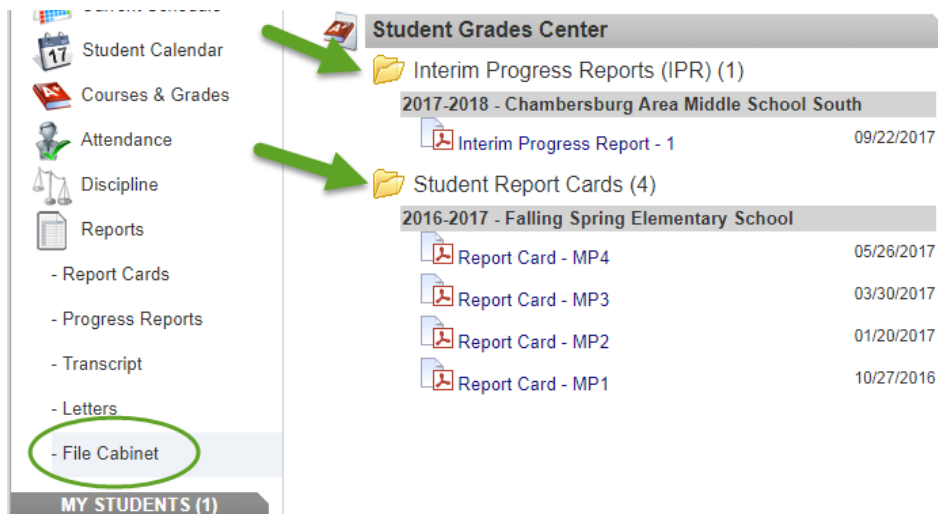 Current Schedule
17
Student Calendar
Courses & Grades
Attendance
Discipline
Reports
- Report Cards
- Progress Reports
- Transcript
- Letters
- File Cabinet
MY STUDENTS (1)
Student Grades Center
Interim Progress Reports (IPR) (1)
2017-2018 - Chambersburg Area Middle School South
Interim Progress Report - 1 09/22/2017
Student Report Cards (4)
2016-2017 - Falling Spring Elementary School
Report Card - MP4 05/26/2017
Report Card - MP3 03/30/2017
Report Card - MP2 01/20/2017
Report Card - MP1 10/27/2016